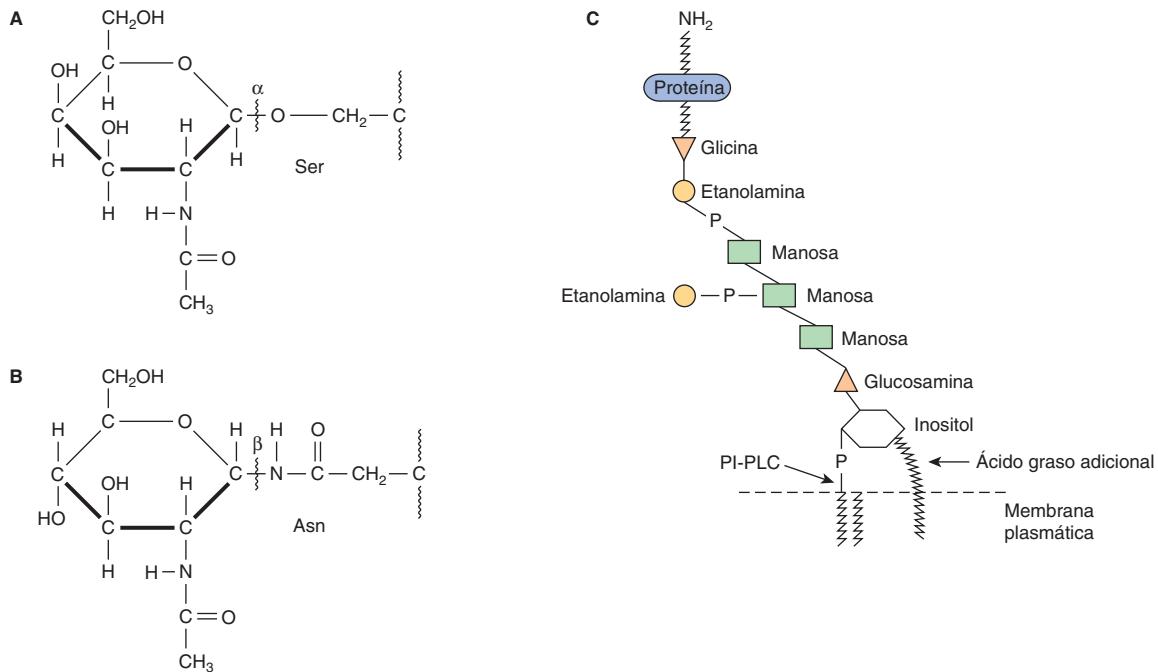 A
CH₂OH
C
O
OH
H
α
C
OH
H
C
O
CH₂
C
H
C
C
H
Ser
H
H–N
C=O
CH₃
B
CH₂OH
C
O
H
H
H
O
H
β
C
OH
H
C
N
C
CH₂
C
HO
C
C
Asn
H
H–N
C=O
CH₃
C
NH₂
Proteína
Glicina
Etanolamina
P
Manosa
Etanolamina
P
Manosa
Manosa
Glucosamina
Inositol
PI-PLC
P
Ácido graso adicional
Membrana
plasmática